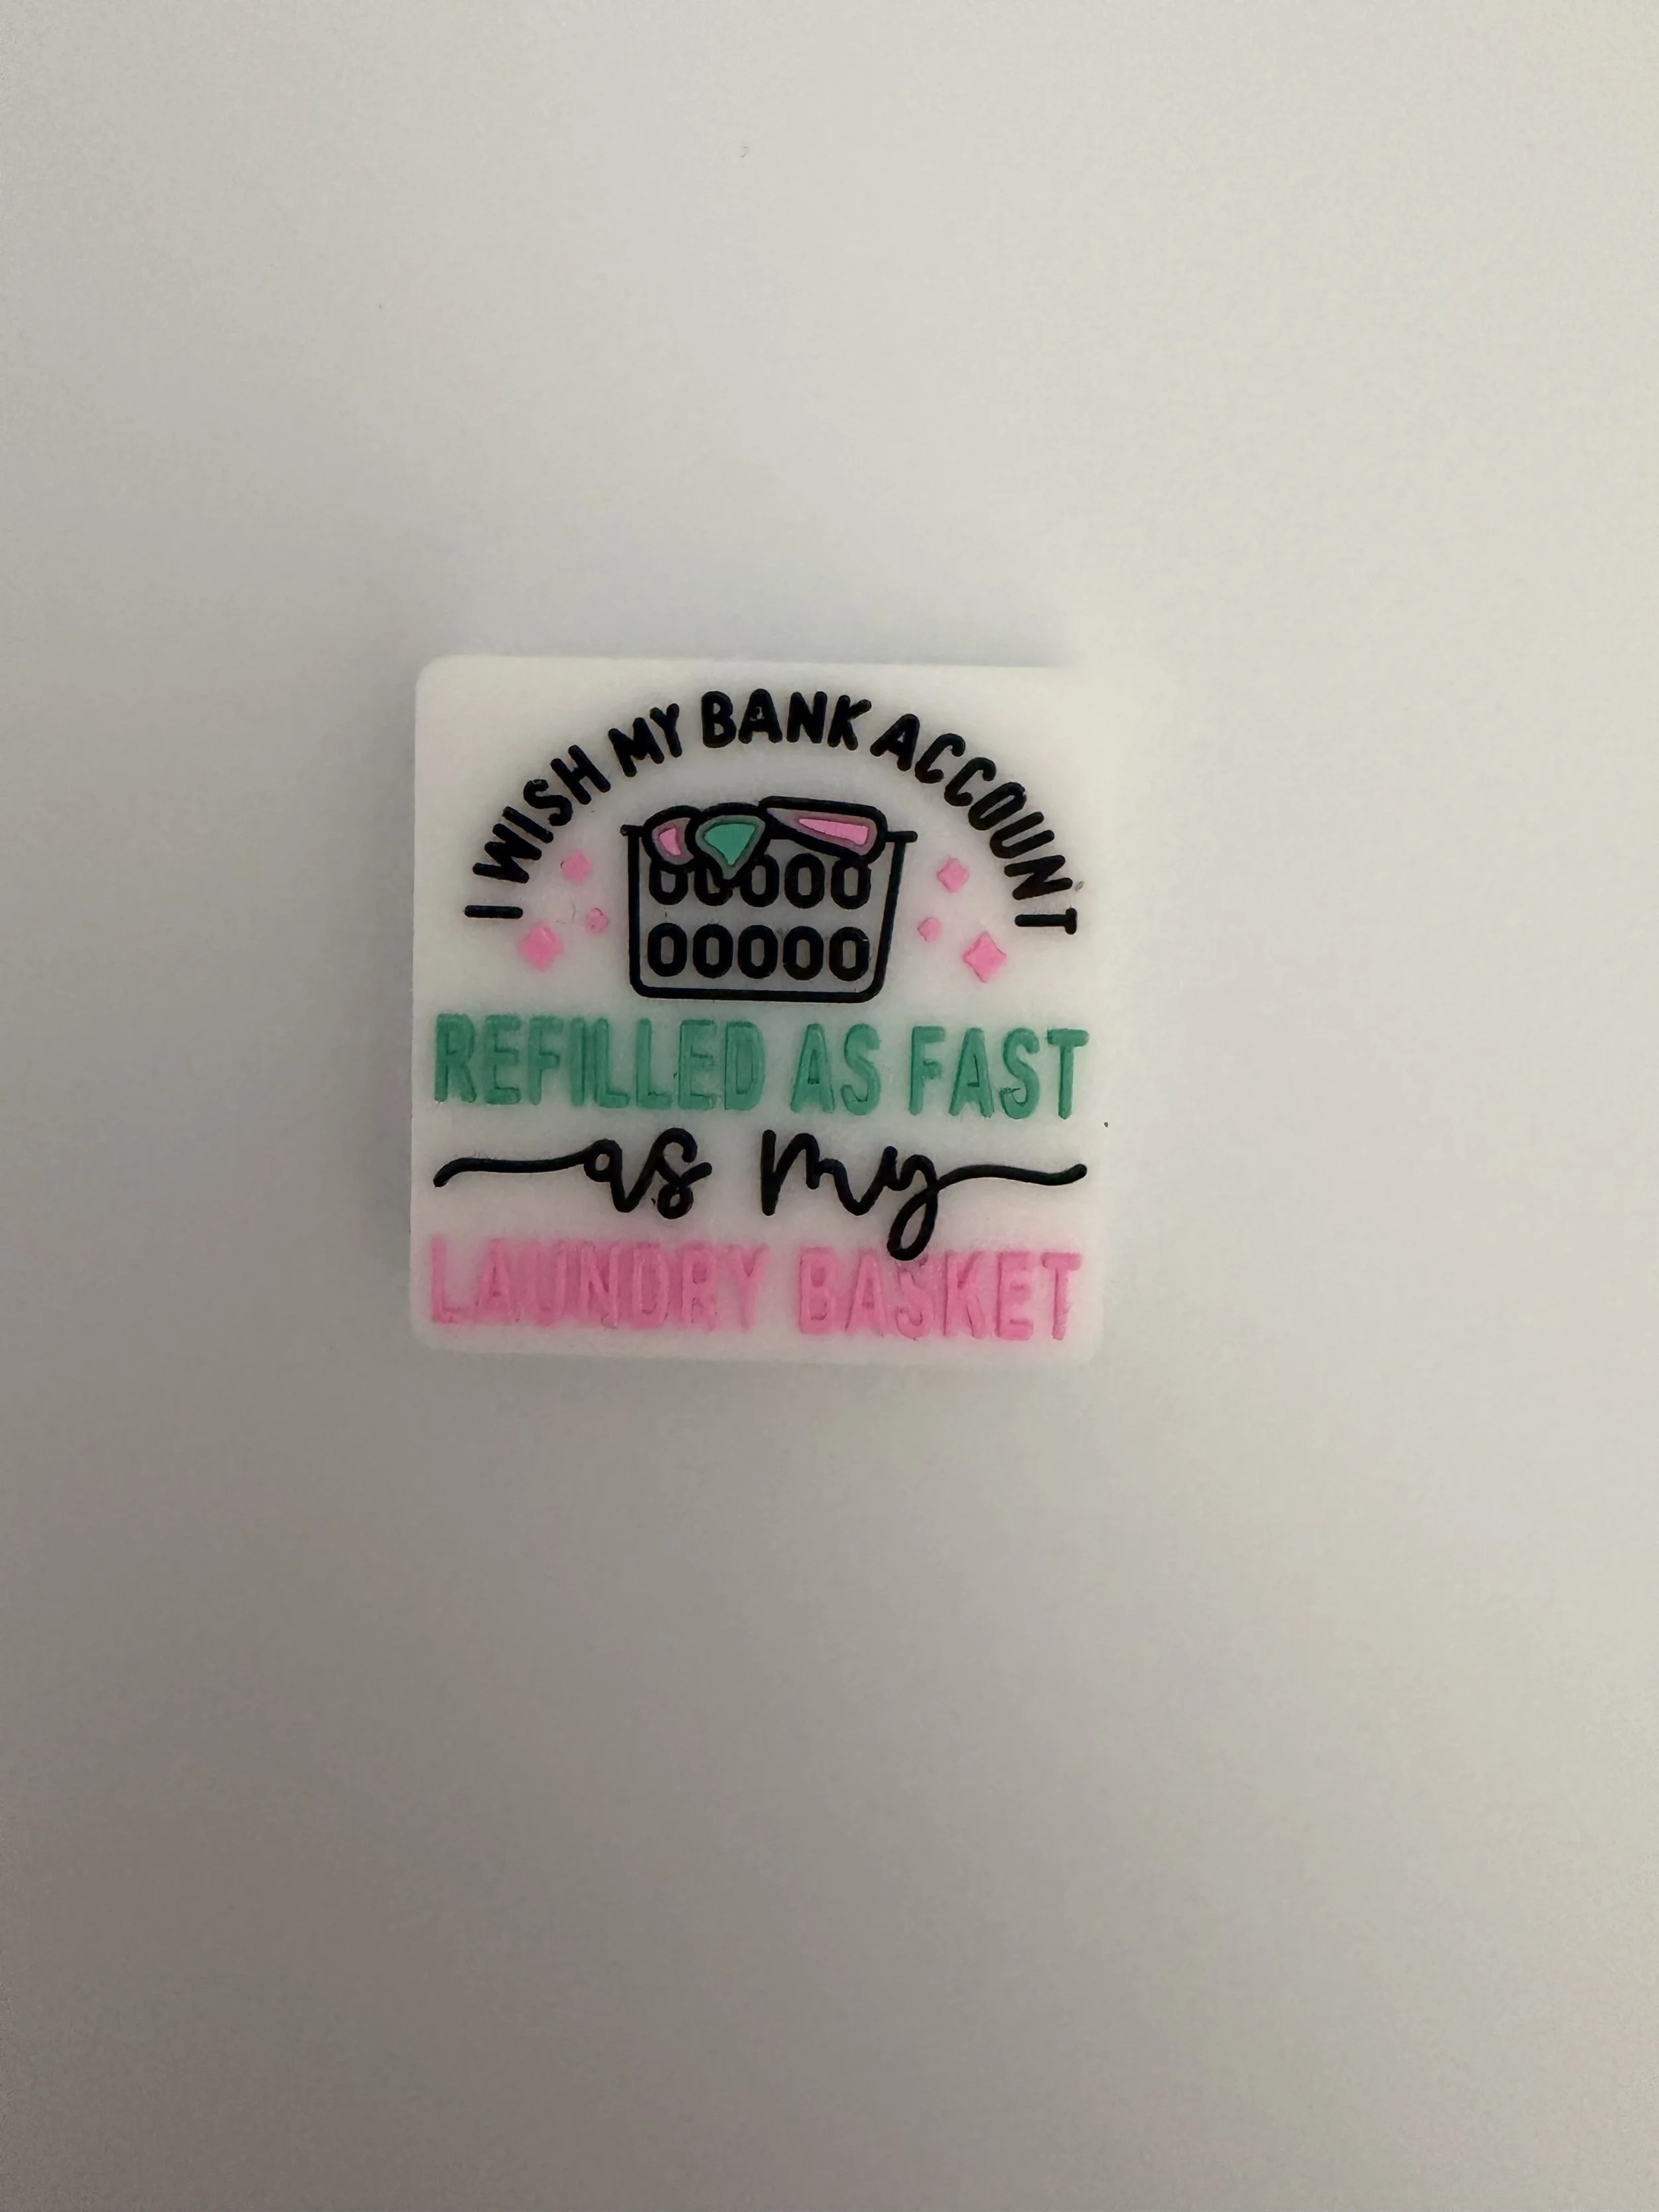 I WISH MY BANK ACCOUNT
REFILLED AS FAST
as my
LAUNDRY BASKET